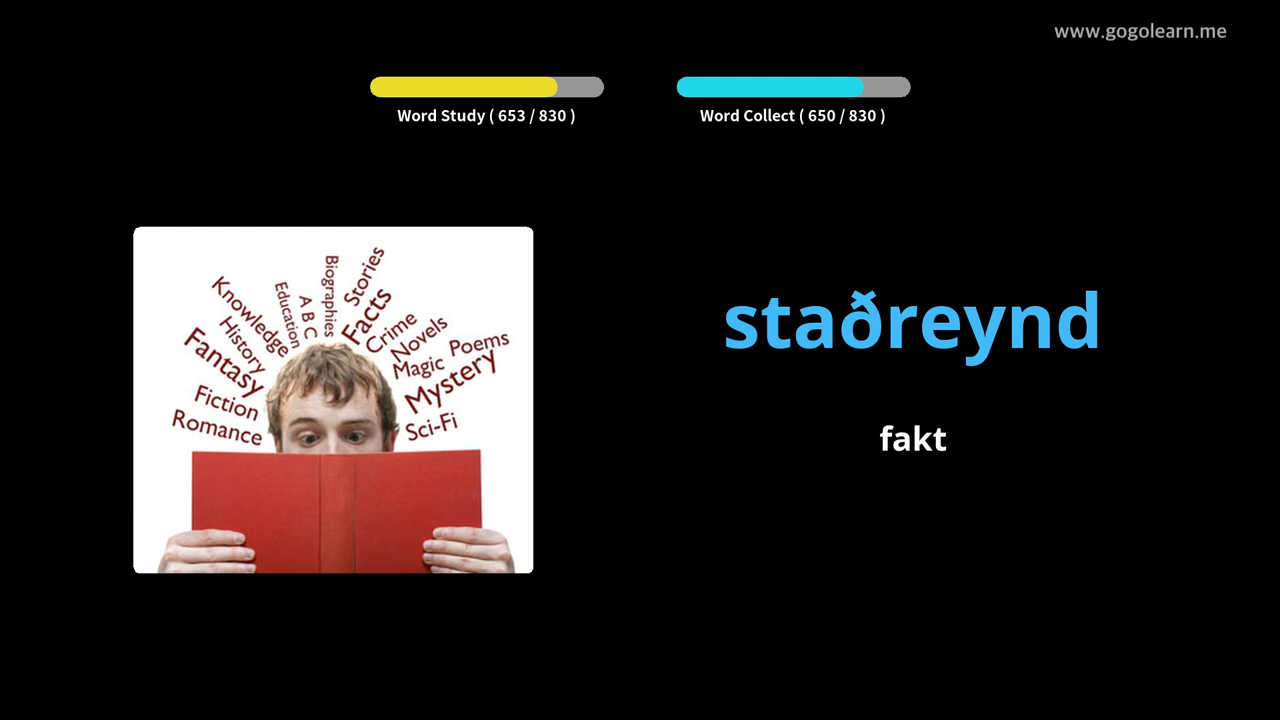 www.gogolearn.me
Word Study ( 653 / 830 )
Word Collect ( 650 / 830 )
Biographies
Stories
Knowledge
Education
A B C
Facts
History
Crime
Novels
Fantasy
Magic
Poems
Fiction
Mystery
Romance
Sci-Fi
staðreynd
fakt